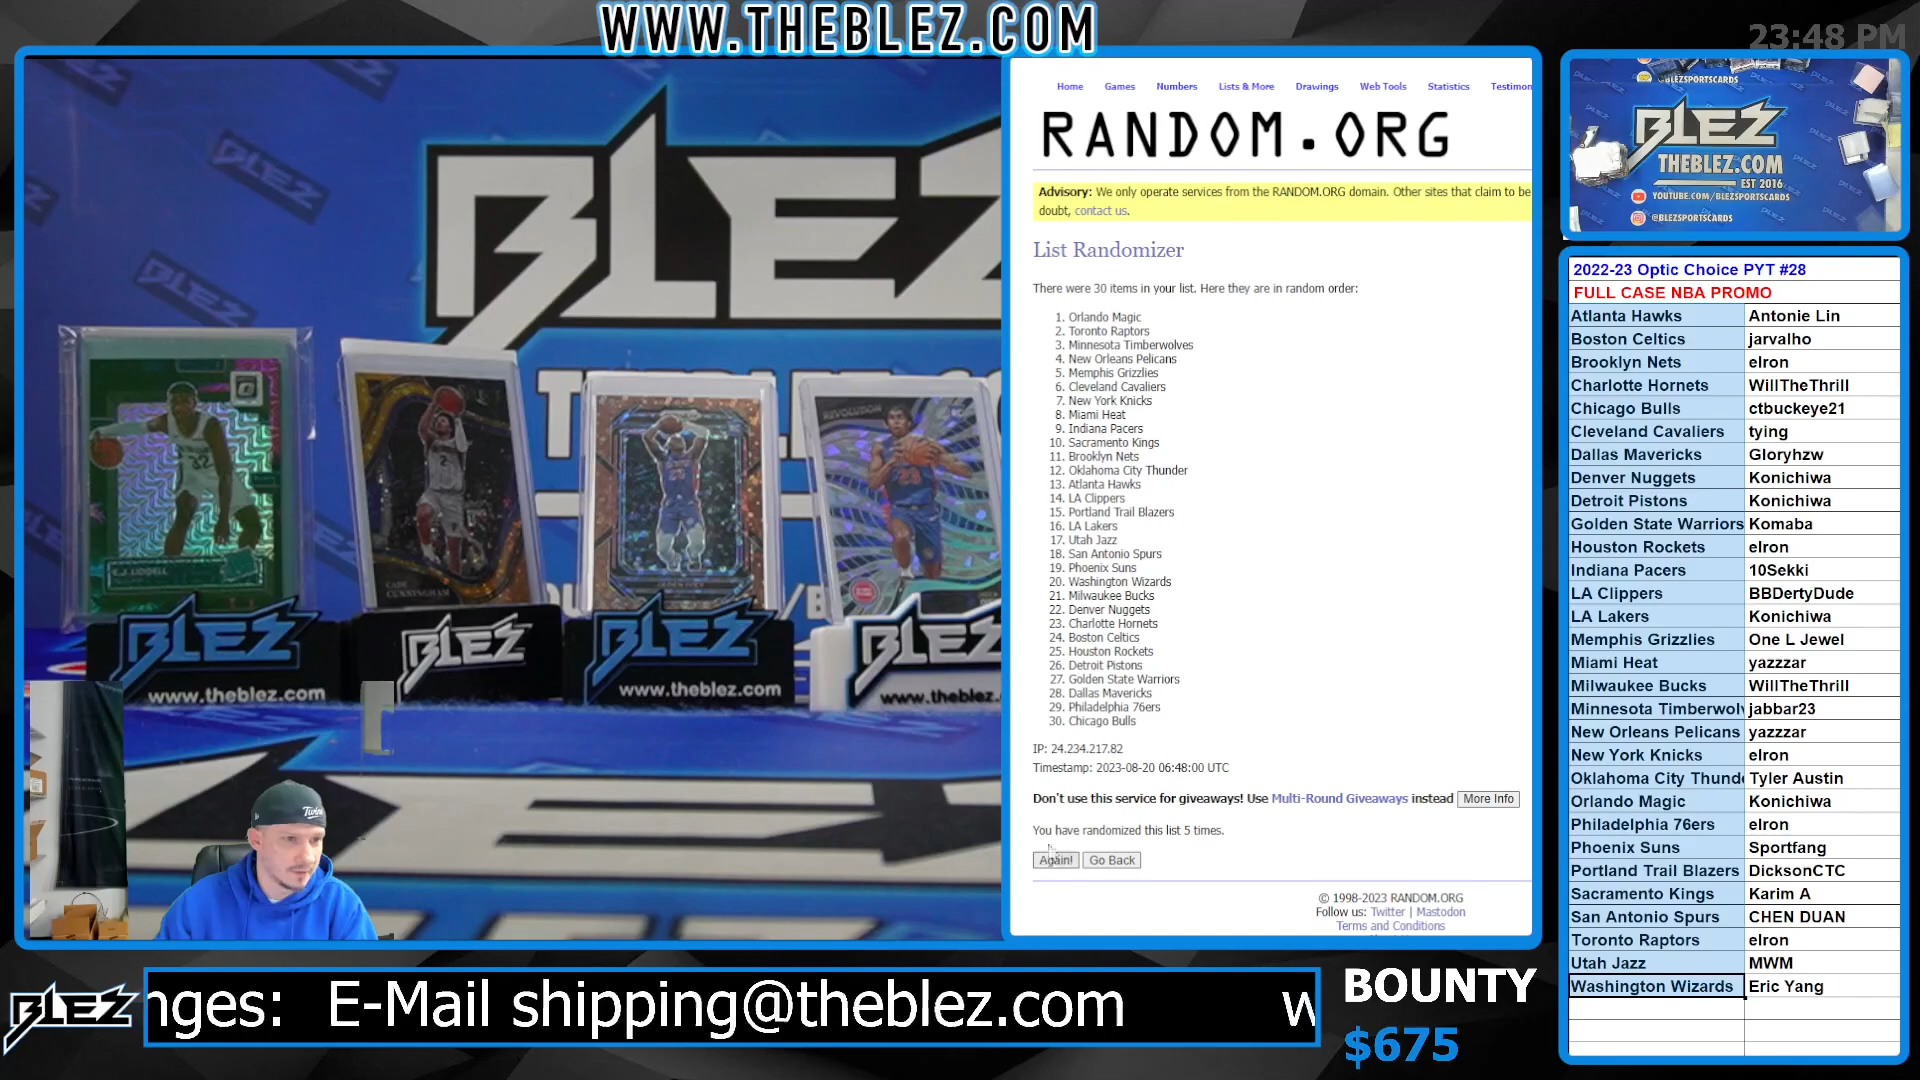 WWW.THEBLEZ.COM
23:48 PM
BLEZ
E.J. LIDDELL
32
CADE
CUNNINGHAM
REVOLUTION
BLEZ
www.theblez.com
BLEZ
BLEZ
www.theblez.com
BLEZ
www.theblez.com
Home Games Numbers Lists & More Drawings Web Tools Statistics Testimon
RANDOM.ORG
Advisory: We only operate services from the RANDOM.ORG domain. Other sites that claim to be
doubt, contact us.
List Randomizer
There were 30 items in your list. Here they are in random order:
1. Orlando Magic
2. Toronto Raptors
3. Minnesota Timberwolves
4. New Orleans Pelicans
5. Memphis Grizzlies
6. Cleveland Cavaliers
7. New York Knicks
8. Miami Heat
9. Indiana Pacers
10. Sacramento Kings
11. Brooklyn Nets
12. Oklahoma City Thunder
13. Atlanta Hawks
14. LA Clippers
15. Portland Trail Blazers
16. LA Lakers
17. Utah Jazz
18. San Antonio Spurs
19. Phoenix Suns
20. Washington Wizards
21. Milwaukee Bucks
22. Denver Nuggets
23. Charlotte Hornets
24. Boston Celtics
25. Houston Rockets
26. Detroit Pistons
27. Golden State Warriors
28. Dallas Mavericks
29. Philadelphia 76ers
30. Chicago Bulls
IP: 24.234.217.82
Timestamp: 2023-08-20 06:48:00 UTC
Don't use this service for giveaways! Use Multi-Round Giveaways instead More Info
You have randomized this list 5 times.
Again! Go Back
© 1998-2023 RANDOM.ORG
Follow us: Twitter | Mastodon
Terms and Conditions
BLEZSPORTSCARDS
BLEZ
THEBLEZ.COM
EST 2016
YOUTUBE.COM/BLEZSPORTSCARDS
@BLEZSPORTSCARDS
2022-23 Optic Choice PYT #28
FULL CASE NBA PROMO
Atlanta Hawks Antonie Lin
Boston Celtics jarvalho
Brooklyn Nets elron
Charlotte Hornets WillTheThrill
Chicago Bulls ctbuckeye21
Cleveland Cavaliers tying
Dallas Mavericks Gloryhzw
Denver Nuggets Konichiwa
Detroit Pistons Konichiwa
Golden State Warriors Komaba
Houston Rockets elron
Indiana Pacers 10Sekki
LA Clippers BBDertyDude
LA Lakers Konichiwa
Memphis Grizzlies One L Jewel
Miami Heat yazzzar
Milwaukee Bucks WillTheThrill
Minnesota Timberwolv jabbar23
New Orleans Pelicans yazzzar
New York Knicks elron
Oklahoma City Thunde Tyler Austin
Orlando Magic Konichiwa
Philadelphia 76ers elron
Phoenix Suns Sportfang
Portland Trail Blazers DicksonCTC
Sacramento Kings Karim A
San Antonio Spurs CHEN DUAN
Toronto Raptors elron
Utah Jazz MWM
Washington Wizards Eric Yang
BLEZ
nges: E-Mail shipping@theblez.com W
BOUNTY
$675